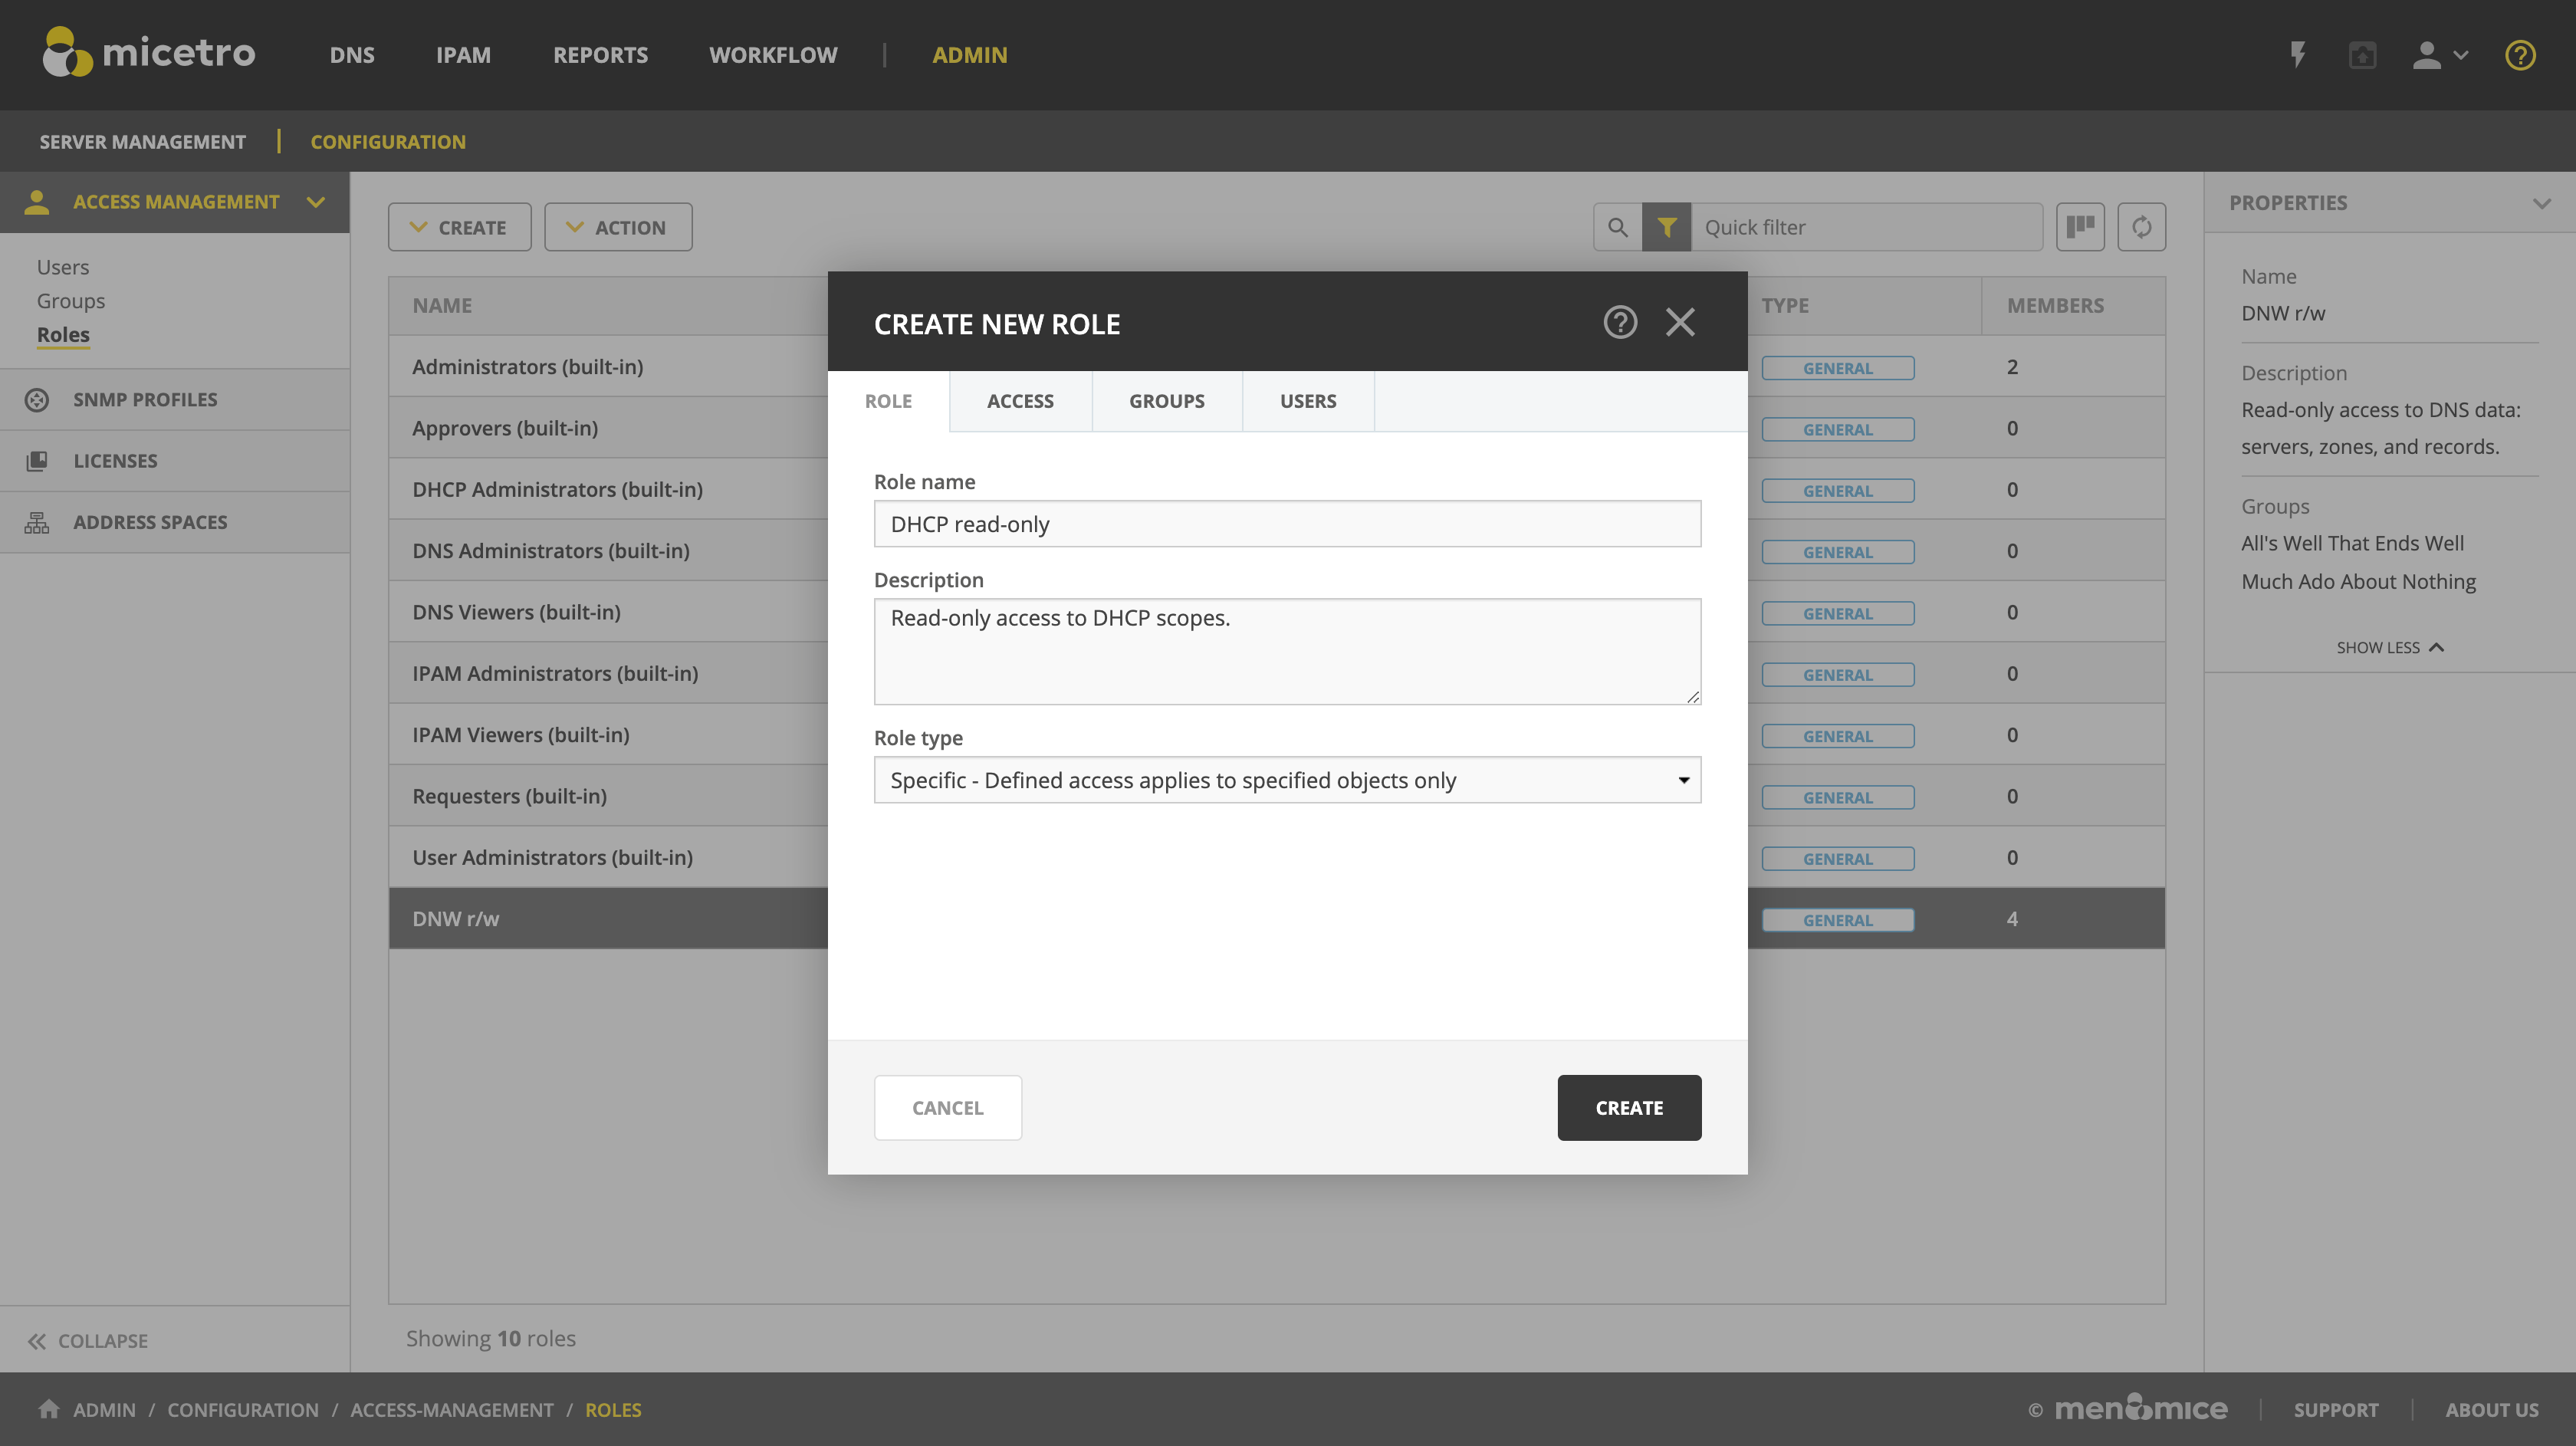 micetro DNS IPAM REPORTS WORKFLOW | ADMIN
SERVER MANAGEMENT | CONFIGURATION
ACCESS MANAGEMENT
Users
Groups
Roles
SNMP PROFILES
LICENSES
ADDRESS SPACES
COLLAPSE
CREATE ACTION Quick filter
NAME TYPE MEMBERS
Administrators (built-in) GENERAL 2
Approvers (built-in) GENERAL 0
DHCP Administrators (built-in) GENERAL 0
DNS Administrators (built-in) GENERAL 0
DNS Viewers (built-in) GENERAL 0
IPAM Administrators (built-in) GENERAL 0
IPAM Viewers (built-in) GENERAL 0
Requesters (built-in) GENERAL 0
User Administrators (built-in) GENERAL 0
DNW r/w GENERAL 4
Showing 10 roles
CREATE NEW ROLE
ROLE ACCESS GROUPS USERS
Role name
DHCP read-only
Description
Read-only access to DHCP scopes.
Role type
Specific - Defined access applies to specified objects only
CANCEL CREATE
PROPERTIES
Name
DNW r/w
Description
Read-only access to DNS data:
servers, zones, and records.
Groups
All's Well That Ends Well
Much Ado About Nothing
SHOW LESS
ADMIN / CONFIGURATION / ACCESS-MANAGEMENT / ROLES
© men&mice | SUPPORT | ABOUT US